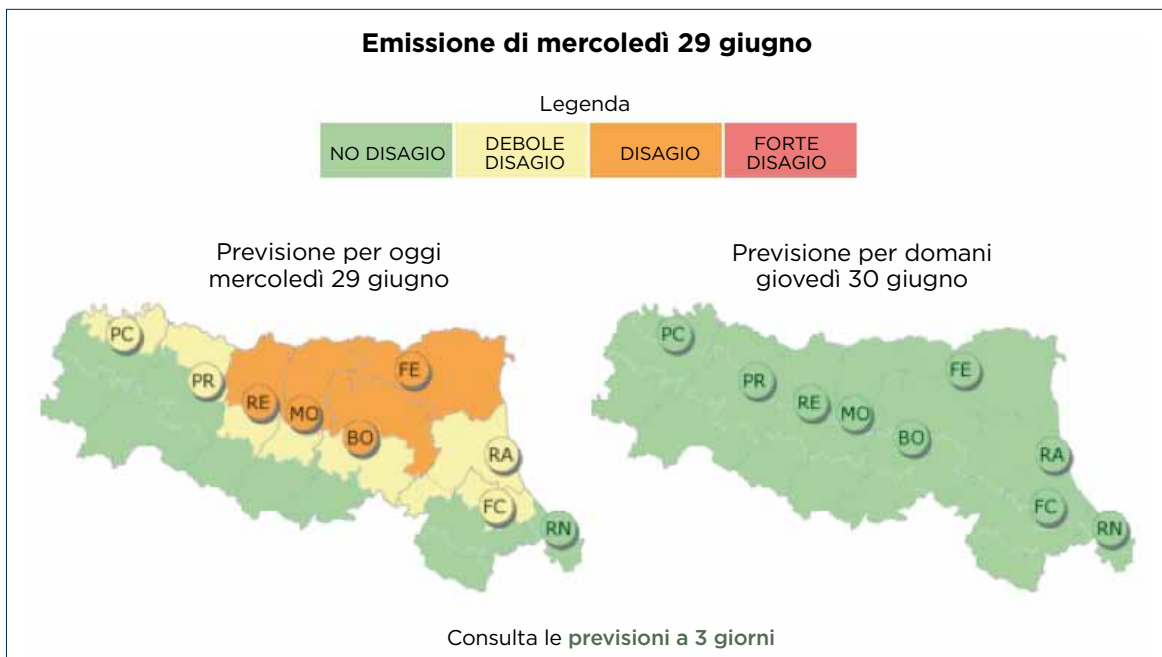 Emissione di mercoledì 29 giugno
Legenda
NO DISAGIO
DEBOLE
DISAGIO
DISAGIO
FORTE
DISAGIO
Previsione per oggi
mercoledì 29 giugno
PC
PR
RE
MO
FE
BO
RA
FC
RN
Previsione per domani
giovedì 30 giugno
PC
PR
RE
MO
FE
BO
RA
FC
RN
Consulta le previsioni a 3 giorni